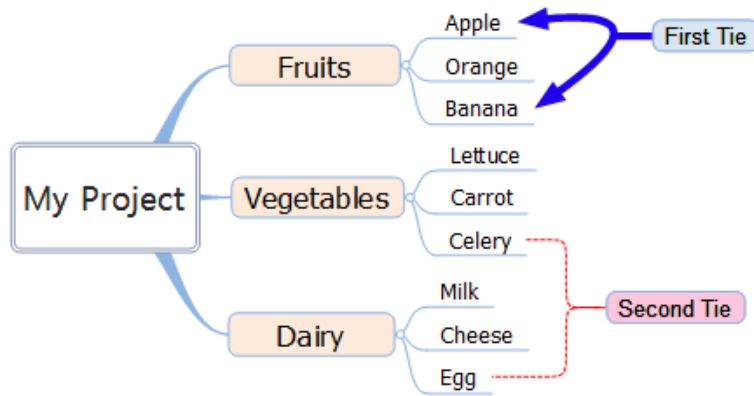 My Project
Fruits
Apple
Orange
Banana
First Tie
Vegetables
Lettuce
Carrot
Celery
Second Tie
Dairy
Milk
Cheese
Egg